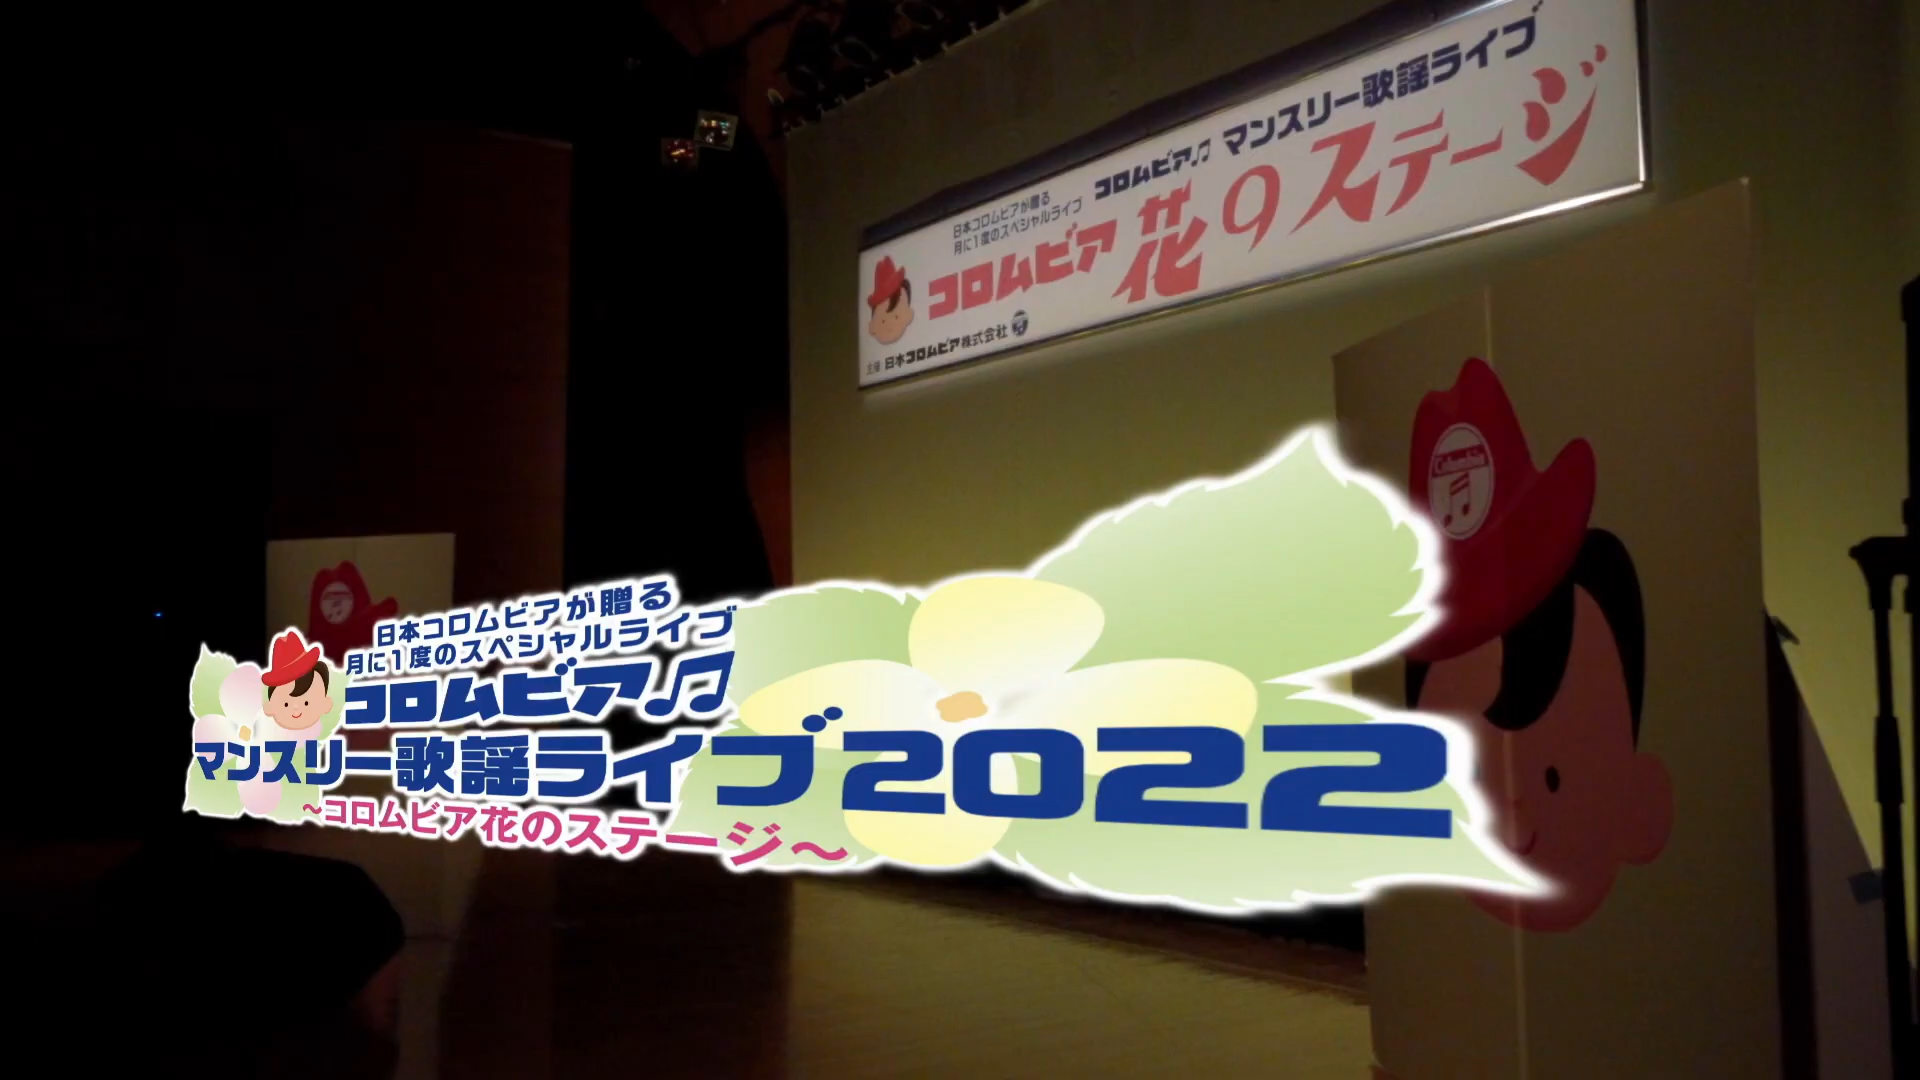 日本コロムビアが贈る
月に1度のスペシャルライブ
コロムビア♫ マンスリー歌謡ライブ
コロムビア花のステージ
主催 日本コロムビア株式会社
Columbia
日本コロムビアが贈る
月に1度のスペシャルライブ
コロムビア♫
マンスリー歌謡ライブ2022
~コロムビア花のステージ~